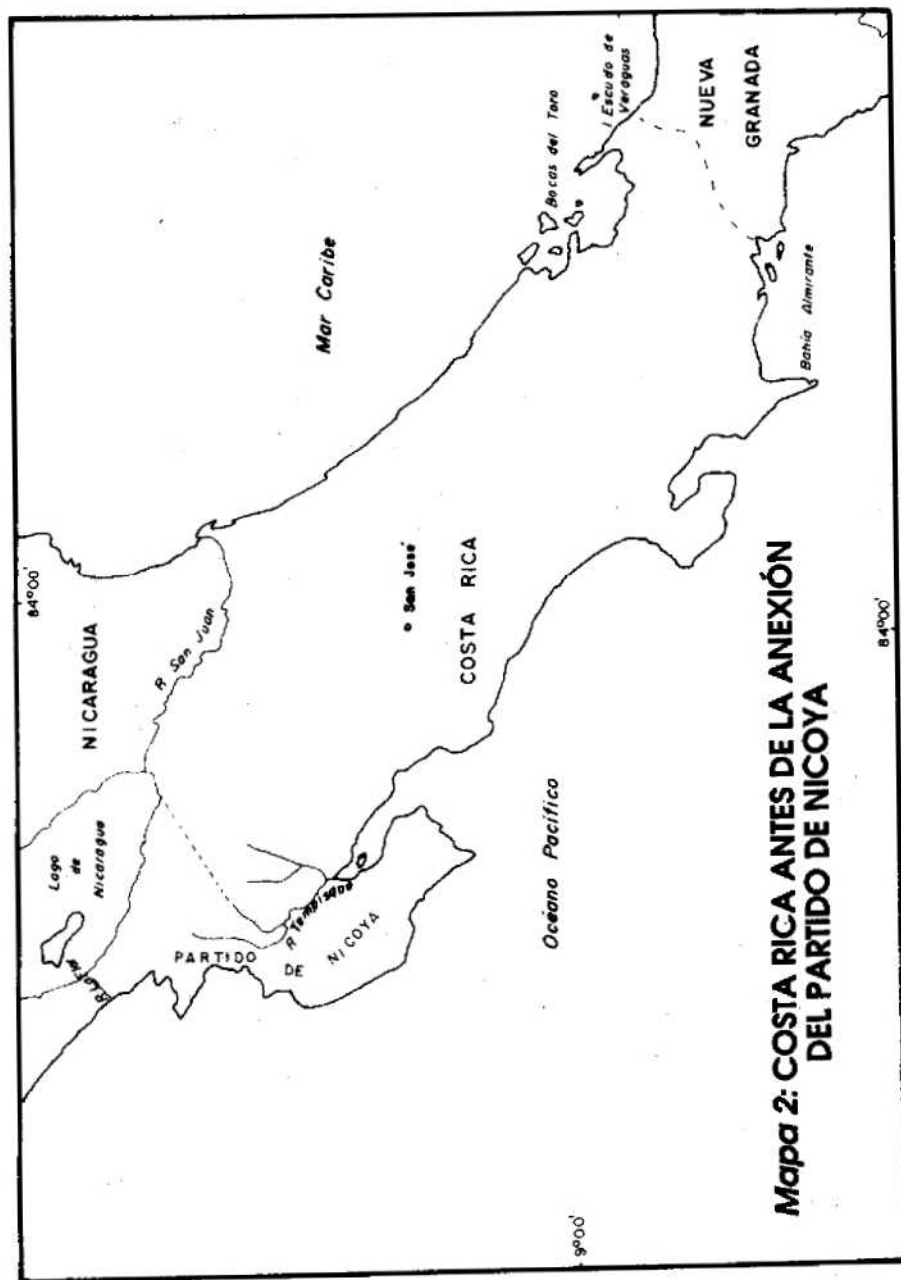 84°00'
NICARAGUA
R San Juan
Lago
de
Nicaragua
Mar Caribe
Bocas del Toro
I Escudo de
Veraguas
NUEVA
GRANADA
San José
COSTA RICA
R Tempisque
PARTIDO
DE
NICOYA
Océano Pacífico
Bahía Almirante
9°00'
84°00'
Mapa 2: COSTA RICA ANTES DE LA ANEXIÓN
DEL PARTIDO DE NICOYA